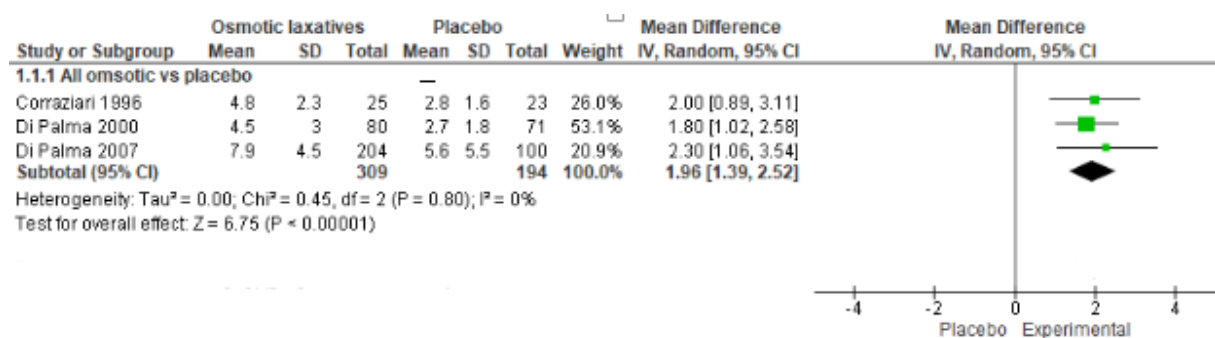 Osmotic laxatives Placebo Mean Difference Mean Difference
Study or Subgroup Mean SD Total Mean SD Total Weight IV, Random, 95% CI IV, Random, 95% CI
1.1.1 All omsotic vs placebo
Corraziari 1996 4.8 2.3 25 2.8 1.6 23 26.0% 2.00 [0.89, 3.11]
Di Palma 2000 4.5 3 80 2.7 1.8 71 53.1% 1.80 [1.02, 2.58]
Di Palma 2007 7.9 4.5 204 5.6 5.5 100 20.9% 2.30 [1.06, 3.54]
Subtotal (95% CI) 309 194 100.0% 1.96 [1.39, 2.52]
Heterogeneity: Tau² = 0.00; Chi² = 0.45, df = 2 (P = 0.80); I² = 0%
Test for overall effect: Z = 6.75 (P < 0.00001)
-4 -2 0 2 4
Placebo Experimental